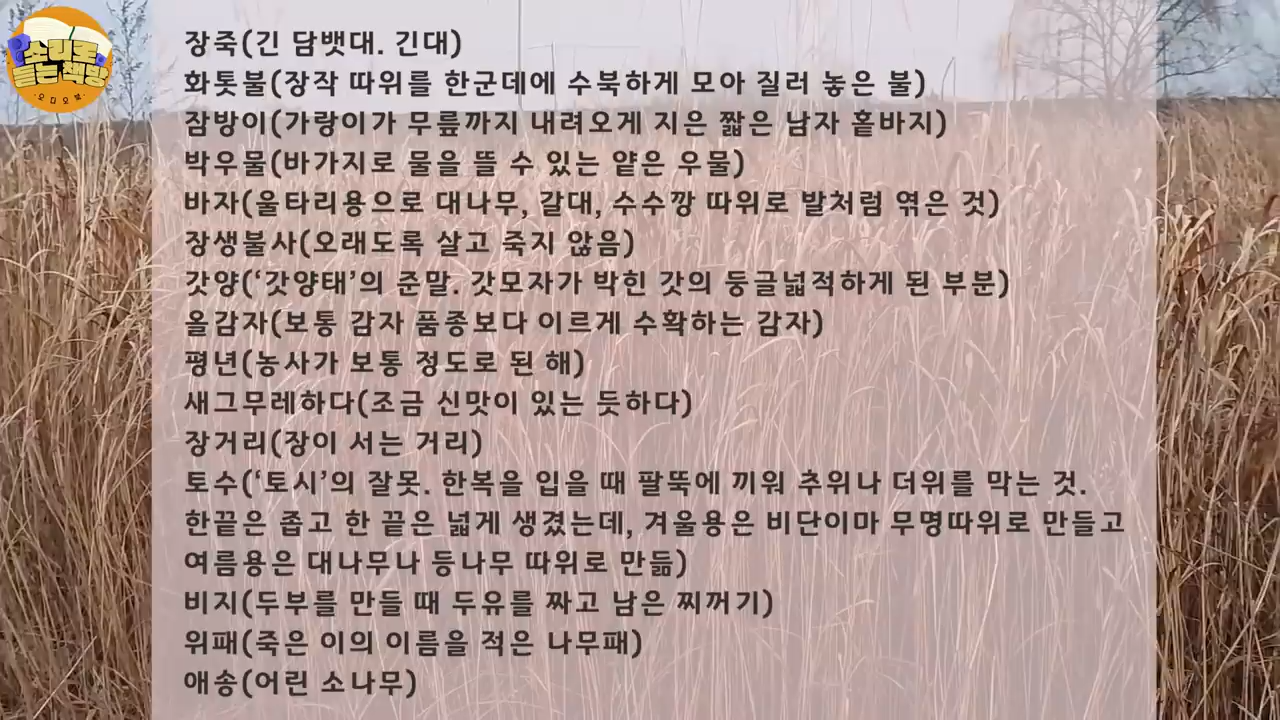 소리로
듣는 책방
·오디오북·
장죽(긴 담뱃대. 긴대)
화톳불(장작 따위를 한군데에 수북하게 모아 질러 놓은 불)
잠방이(가랑이가 무릎까지 내려오게 지은 짧은 남자 홑바지)
박우물(바가지로 물을 뜰 수 있는 얕은 우물)
바자(울타리용으로 대나무, 갈대, 수수깡 따위로 발처럼 엮은 것)
장생불사(오래도록 살고 죽지 않음)
갓양(‘갓양태’의 준말. 갓모자가 박힌 갓의 둥글넓적하게 된 부분)
올감자(보통 감자 품종보다 이르게 수확하는 감자)
평년(농사가 보통 정도로 된 해)
새그무레하다(조금 신맛이 있는 듯하다)
장거리(장이 서는 거리)
토수(‘토시’의 잘못. 한복을 입을 때 팔뚝에 끼워 추위나 더위를 막는 것.
한끝은 좁고 한 끝은 넓게 생겼는데, 겨울용은 비단이마 무명따위로 만들고
여름용은 대나무나 등나무 따위로 만듦)
비지(두부를 만들 때 두유를 짜고 남은 찌꺼기)
위패(죽은 이의 이름을 적은 나무패)
애송(어린 소나무)